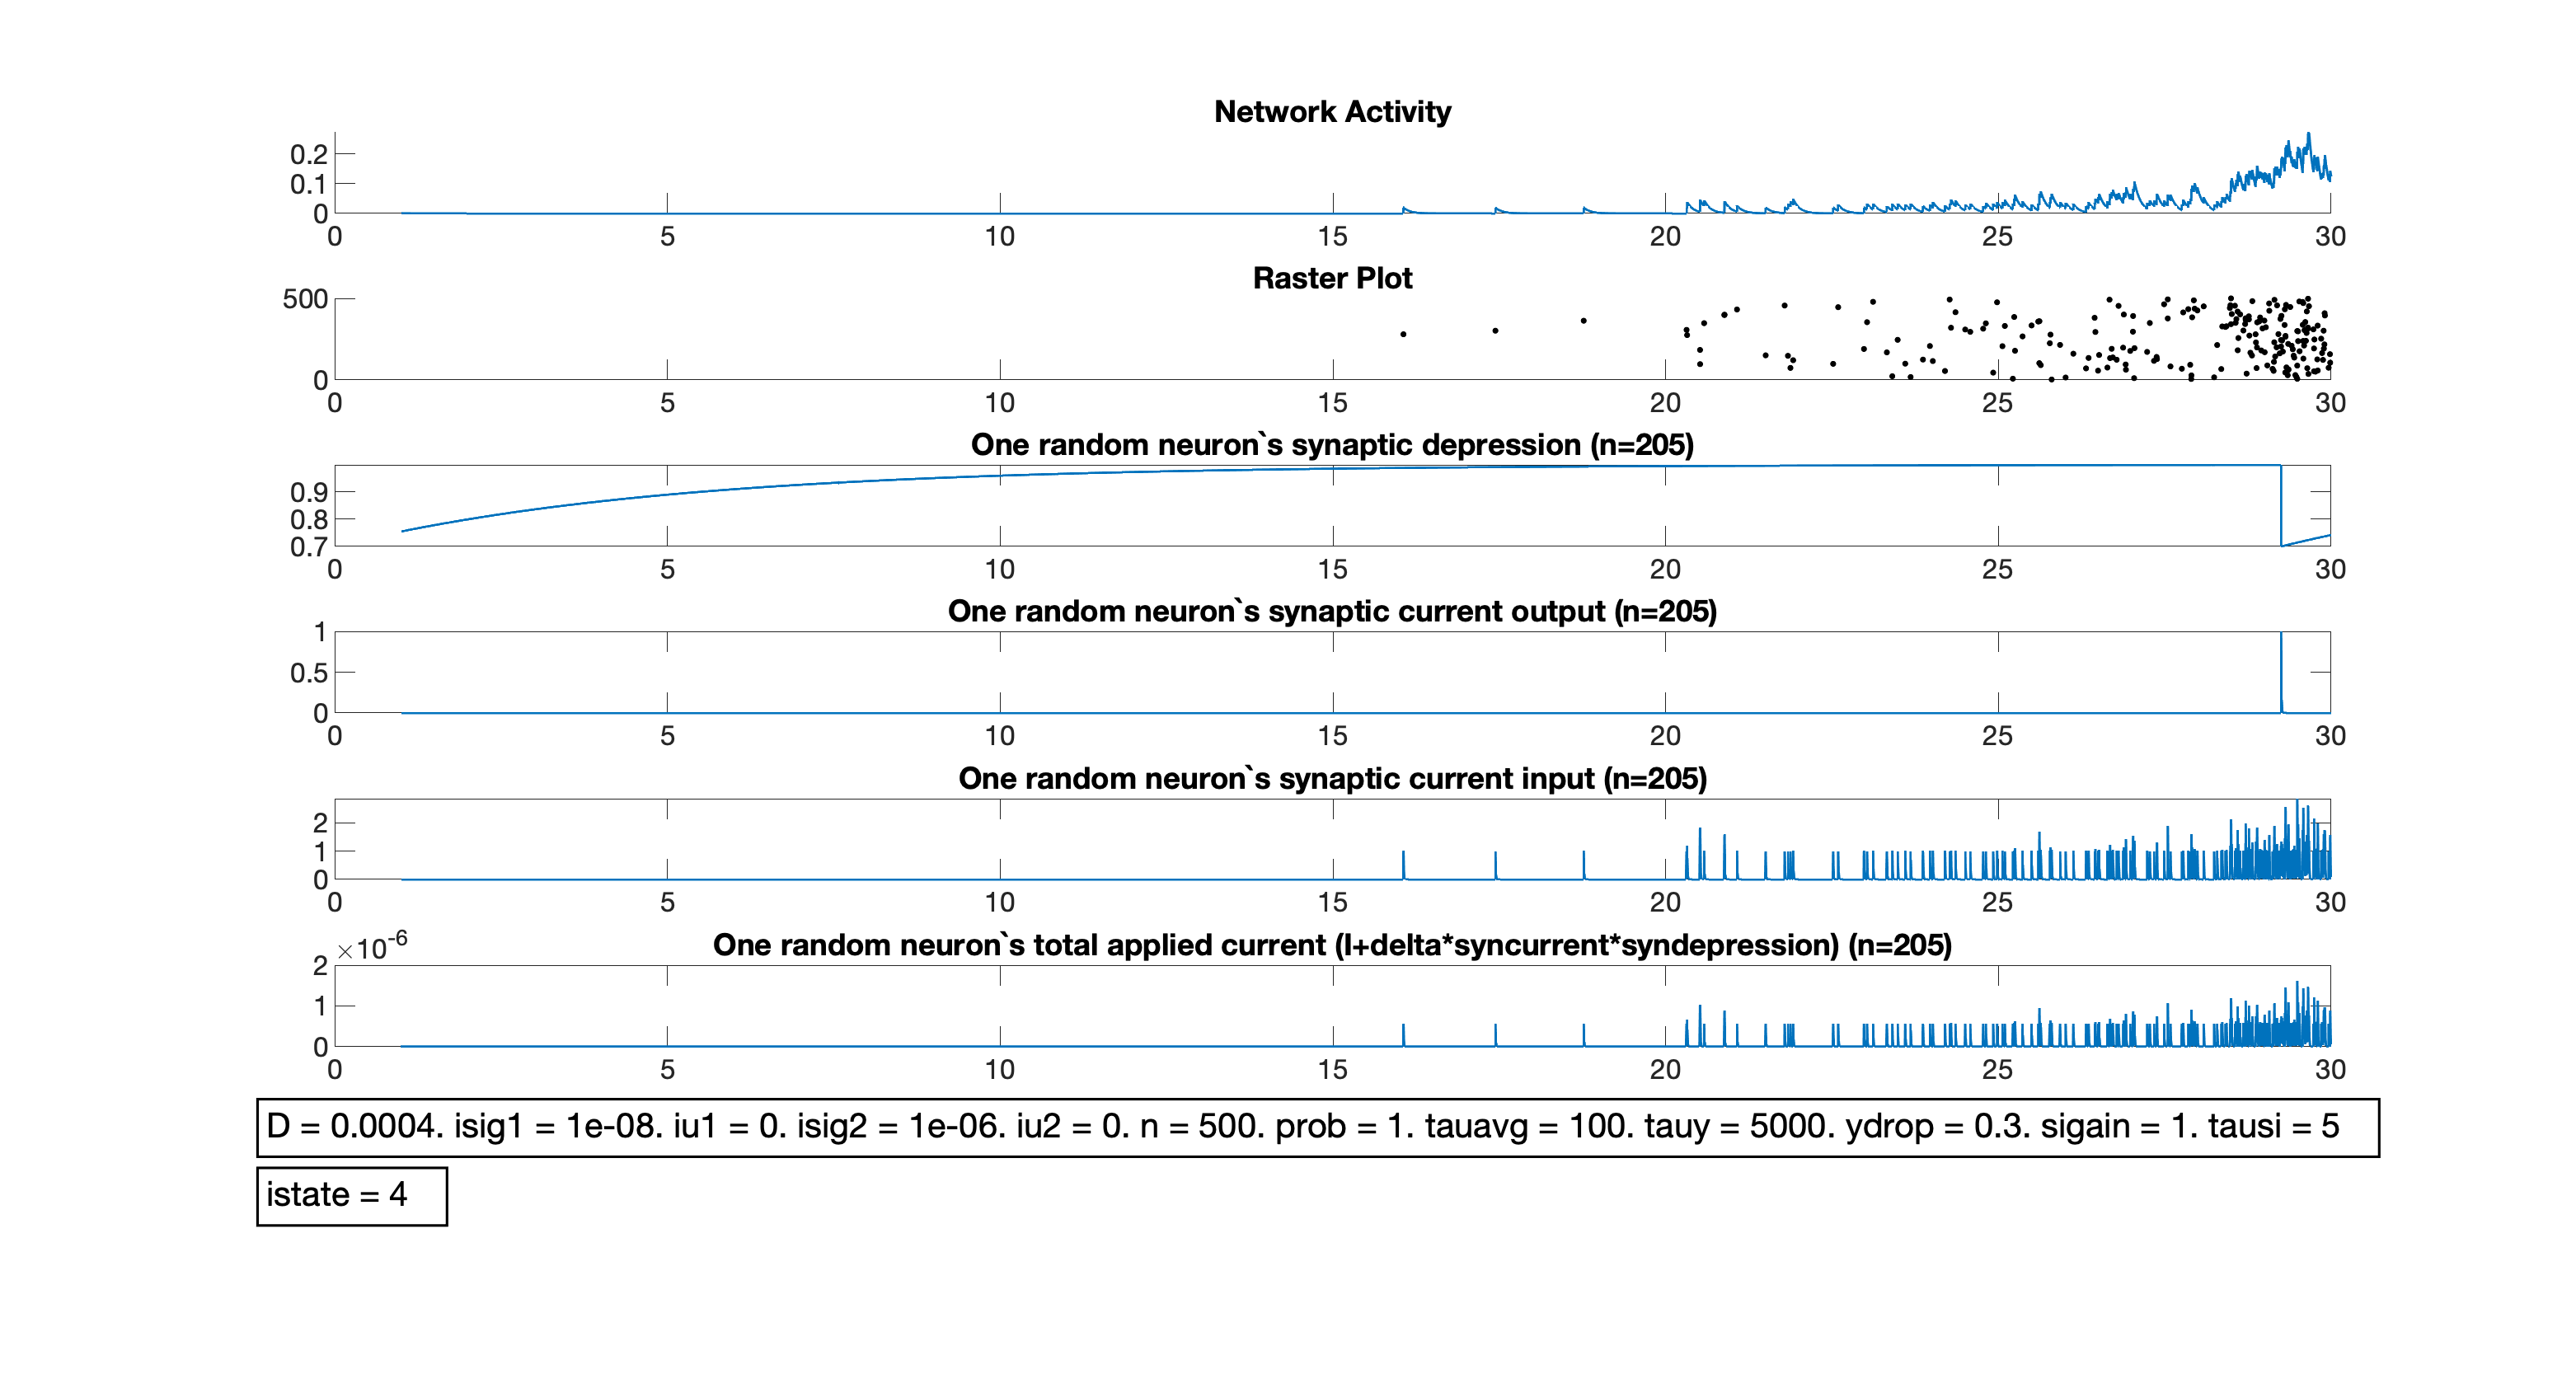 Network Activity
0.2
0.1
0
0 5 10 15 20 25 30
Raster Plot
500
0
0 5 10 15 20 25 30
One random neuron`s synaptic depression (n=205)
0.9
0.8
0.7
0 5 10 15 20 25 30
One random neuron`s synaptic current output (n=205)
1
0.5
0
0 5 10 15 20 25 30
One random neuron`s synaptic current input (n=205)
2
1
0
0 5 10 15 20 25 30
×10-6 One random neuron`s total applied current (I+delta*syncurrent*syndepression) (n=205)
2
1
0
0 5 10 15 20 25 30
D = 0.0004. isig1 = 1e-08. iu1 = 0. isig2 = 1e-06. iu2 = 0. n = 500. prob = 1. tauavg = 100. tauy = 5000. ydrop = 0.3. sigain = 1. tausi = 5
istate = 4